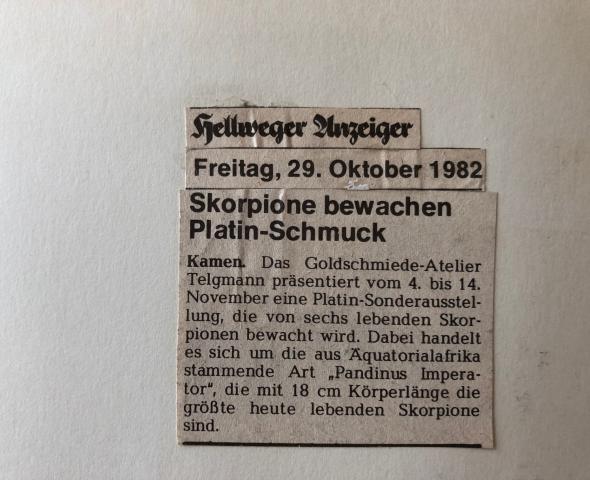 Hellweger Anzeiger
Freitag, 29. Oktober 1982
Skorpione bewachen
Platin-Schmuck
Kamen. Das Goldschmiede-Atelier
Telgmann präsentiert vom 4. bis 14.
November eine Platin-Sonderausstel-
lung, die von sechs lebenden Skor-
pionen bewacht wird. Dabei handelt
es sich um die aus Äquatorialafrika
stammende Art „Pandinus Impera-
tor“, die mit 18 cm Körperlänge die
größte heute lebenden Skorpione
sind.